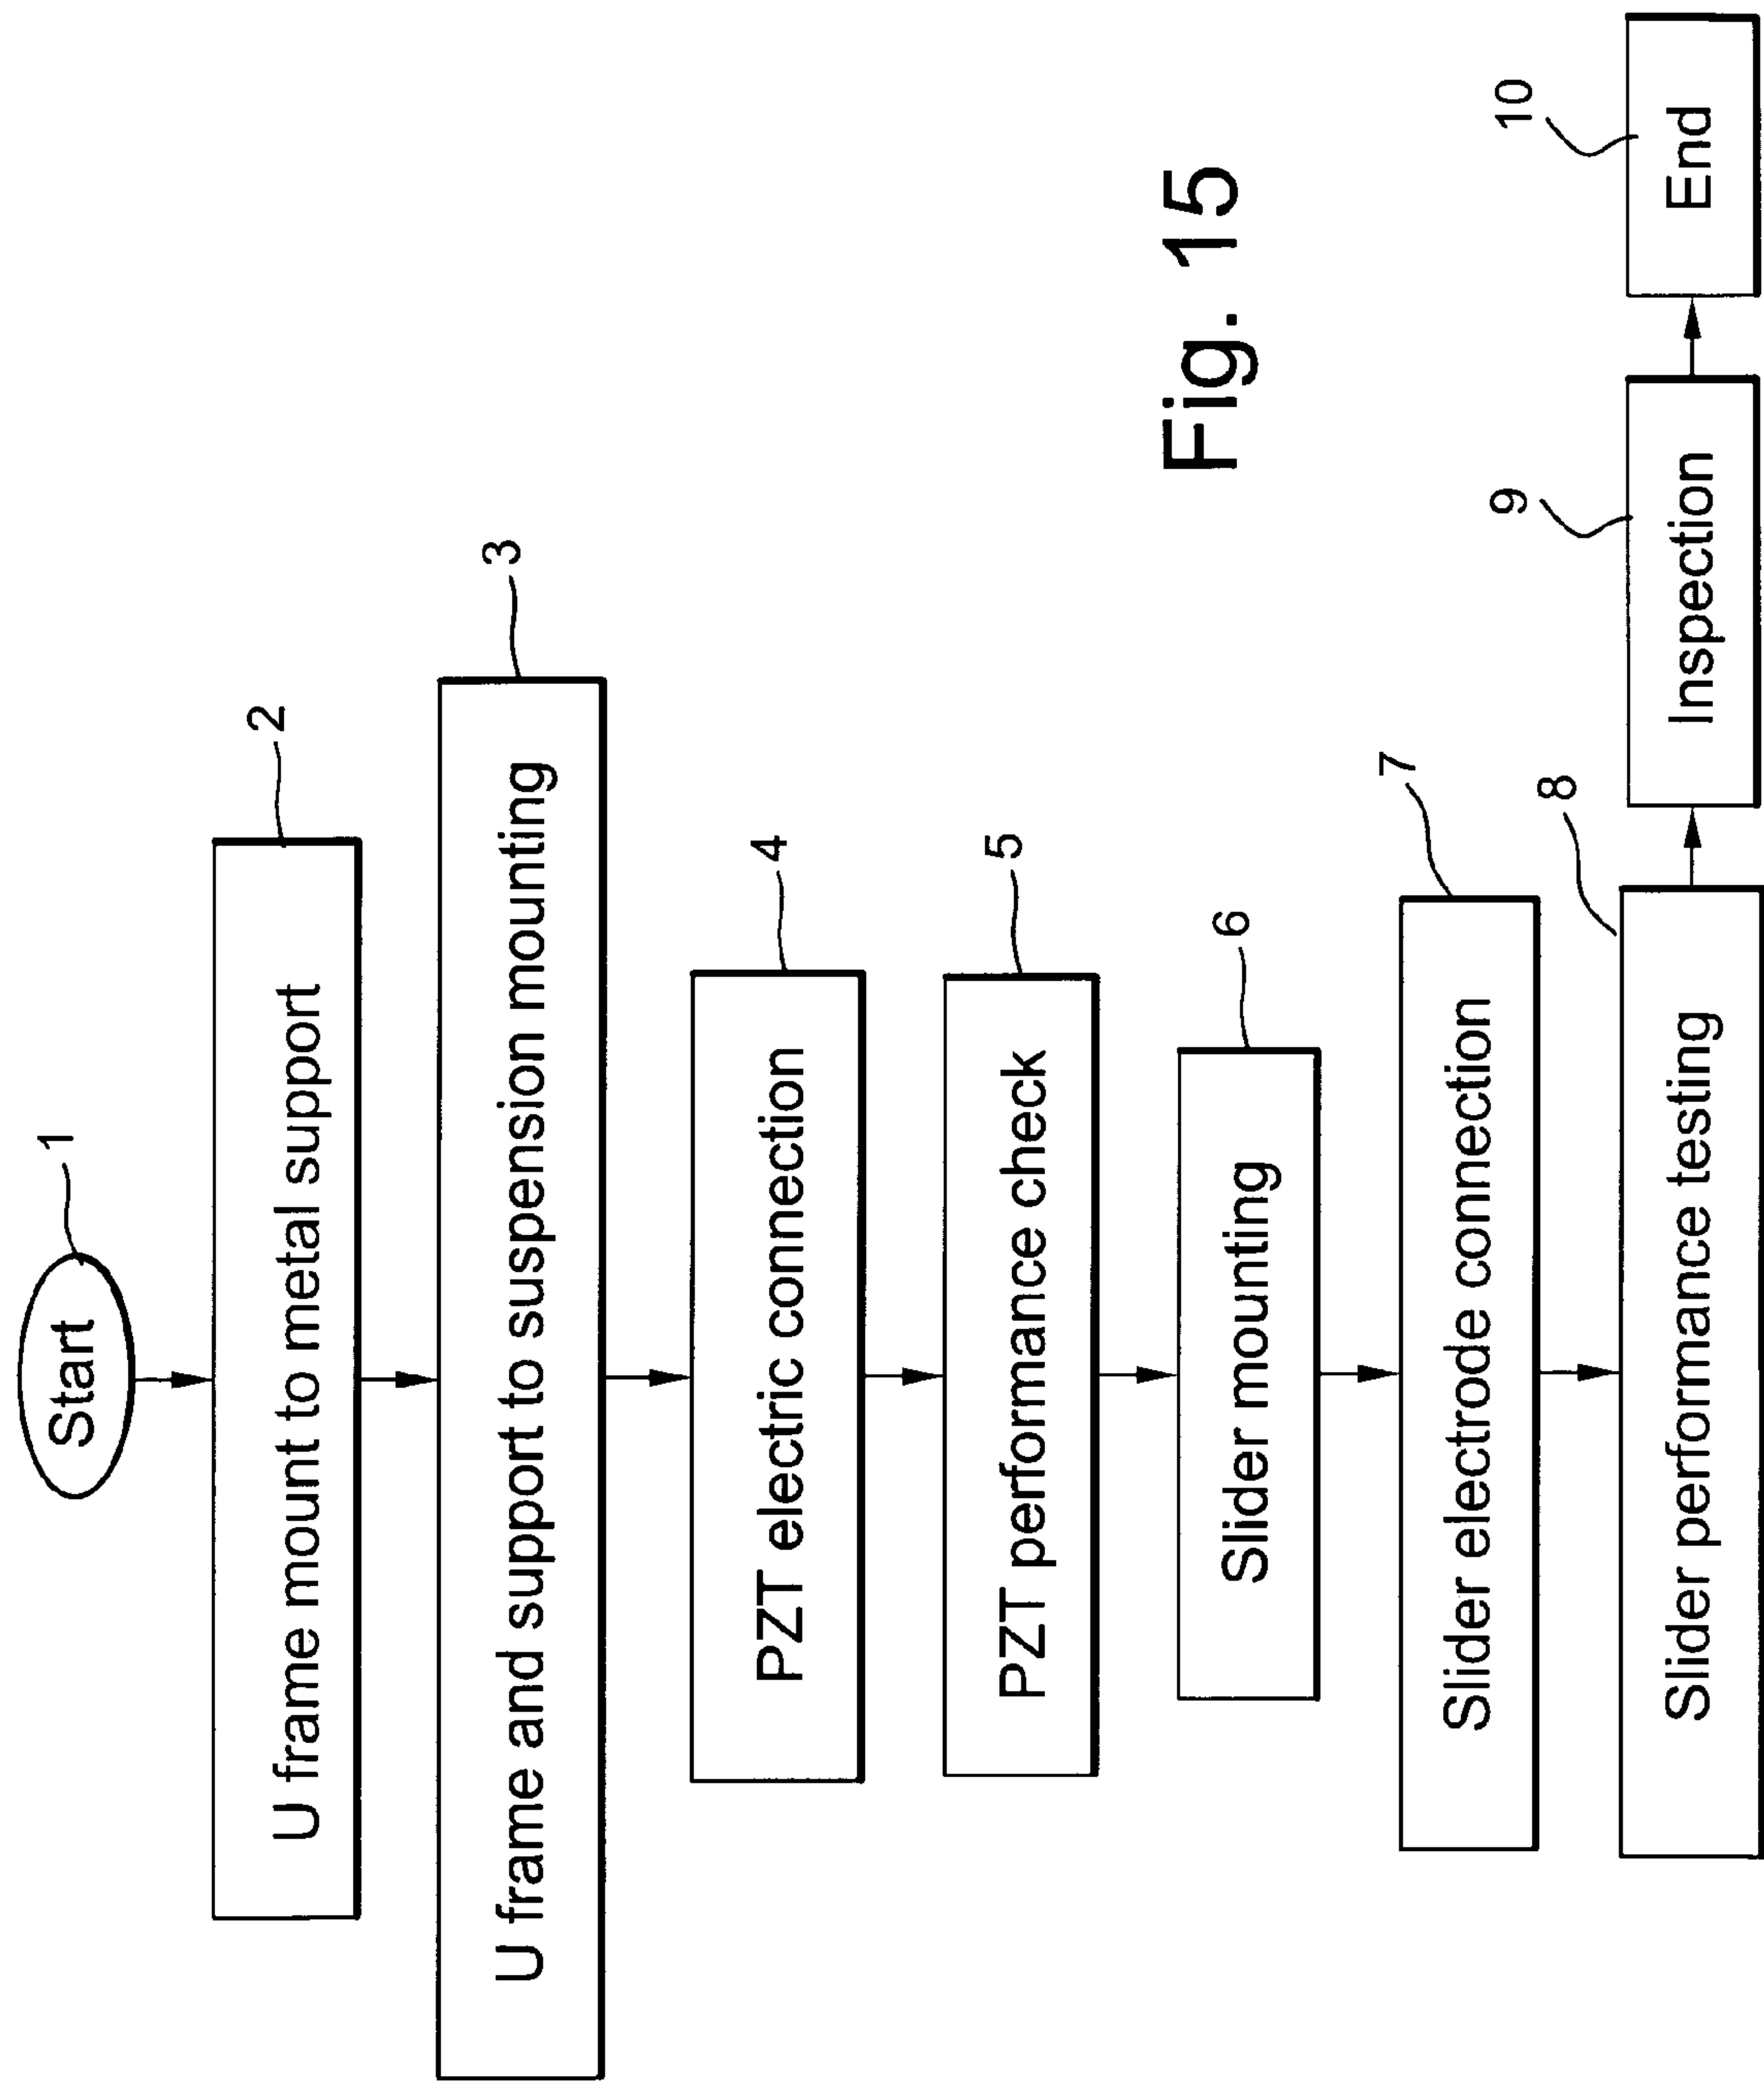 Start
1
U frame mount to metal support
2
U frame and support to suspension mounting
3
PZT electric connection
4
PZT performance check
5
Slider mounting
6
Slider electrode connection
7
Slider performance testing
8
Inspection
9
End
10
Fig. 15